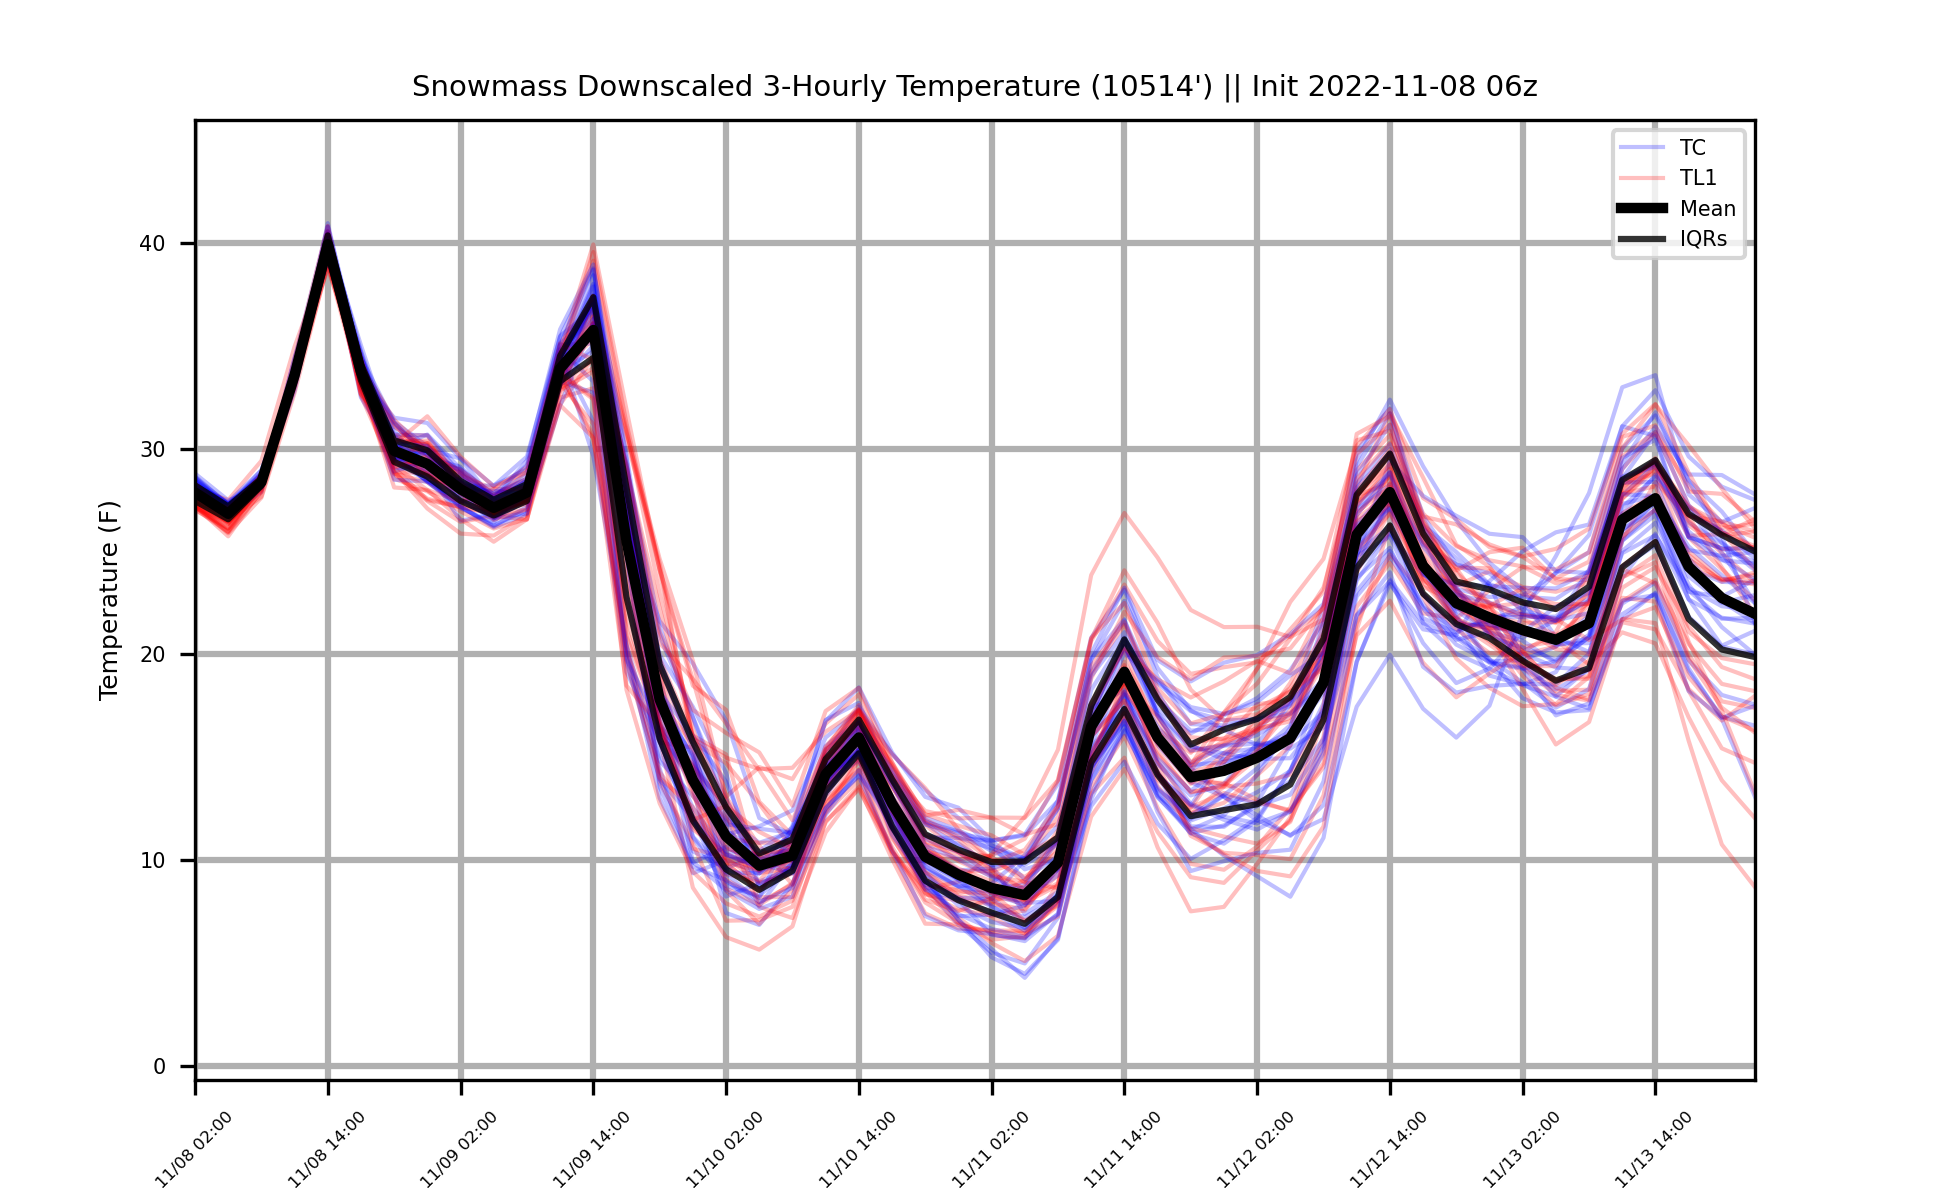 Snowmass Downscaled 3-Hourly Temperature (10514') || Init 2022-11-08 06z
TC
TL1
Mean
IQRs
Temperature (F)
40
30
20
10
0
11/08 02:00
11/08 14:00
11/09 02:00
11/09 14:00
11/10 02:00
11/10 14:00
11/11 02:00
11/11 14:00
11/12 02:00
11/12 14:00
11/13 02:00
11/13 14:00